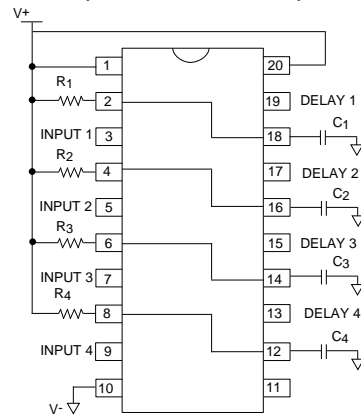 V+
1 20
R1
2 19 DELAY 1
C1
INPUT 1 3 18
R2
4 17 DELAY 2
C2
INPUT 2 5 16
R3
6 15 DELAY 3
C3
INPUT 3 7 14
R4
8 13 DELAY 4
C4
INPUT 4 9 12
10 11
V-